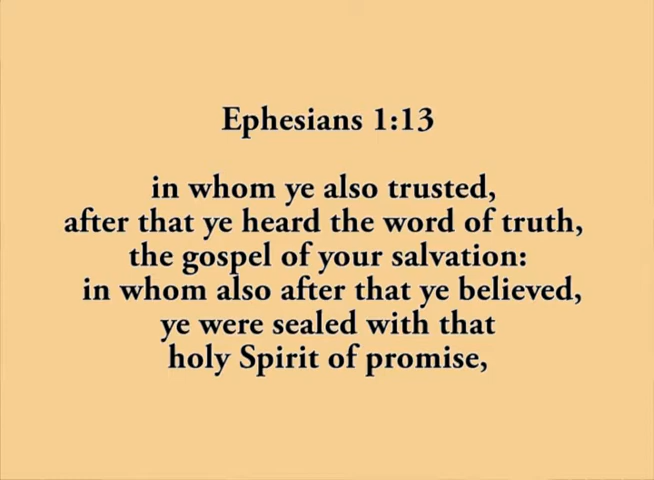 Ephesians 1:13
in whom ye also trusted,
after that ye heard the word of truth,
the gospel of your salvation:
in whom also after that ye believed,
ye were sealed with that
holy Spirit of promise,